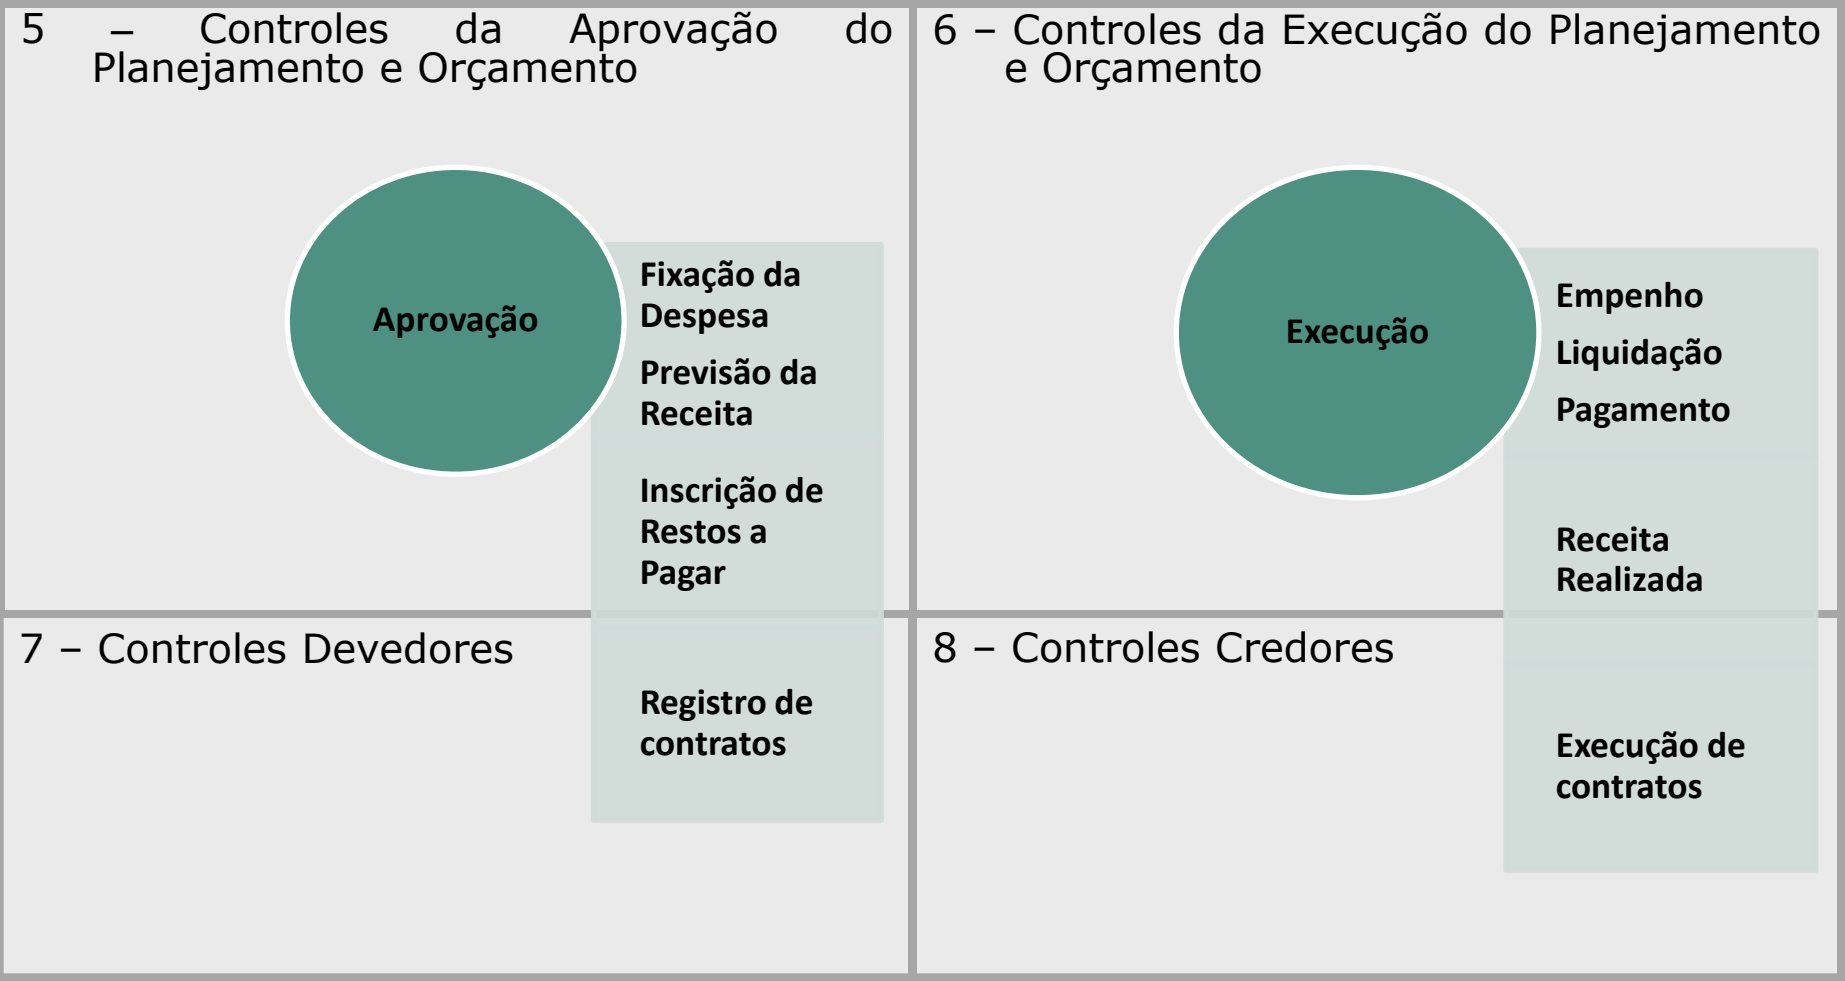 5 – Controles da Aprovação do
Planejamento e Orçamento
Aprovação
Fixação da
Despesa
Previsão da
Receita
Inscrição de
Restos a
Pagar
6 – Controles da Execução do Planejamento
e Orçamento
Execução
Empenho
Liquidação
Pagamento
Receita
Realizada
7 – Controles Devedores
Registro de
contratos
8 – Controles Credores
Execução de
contratos